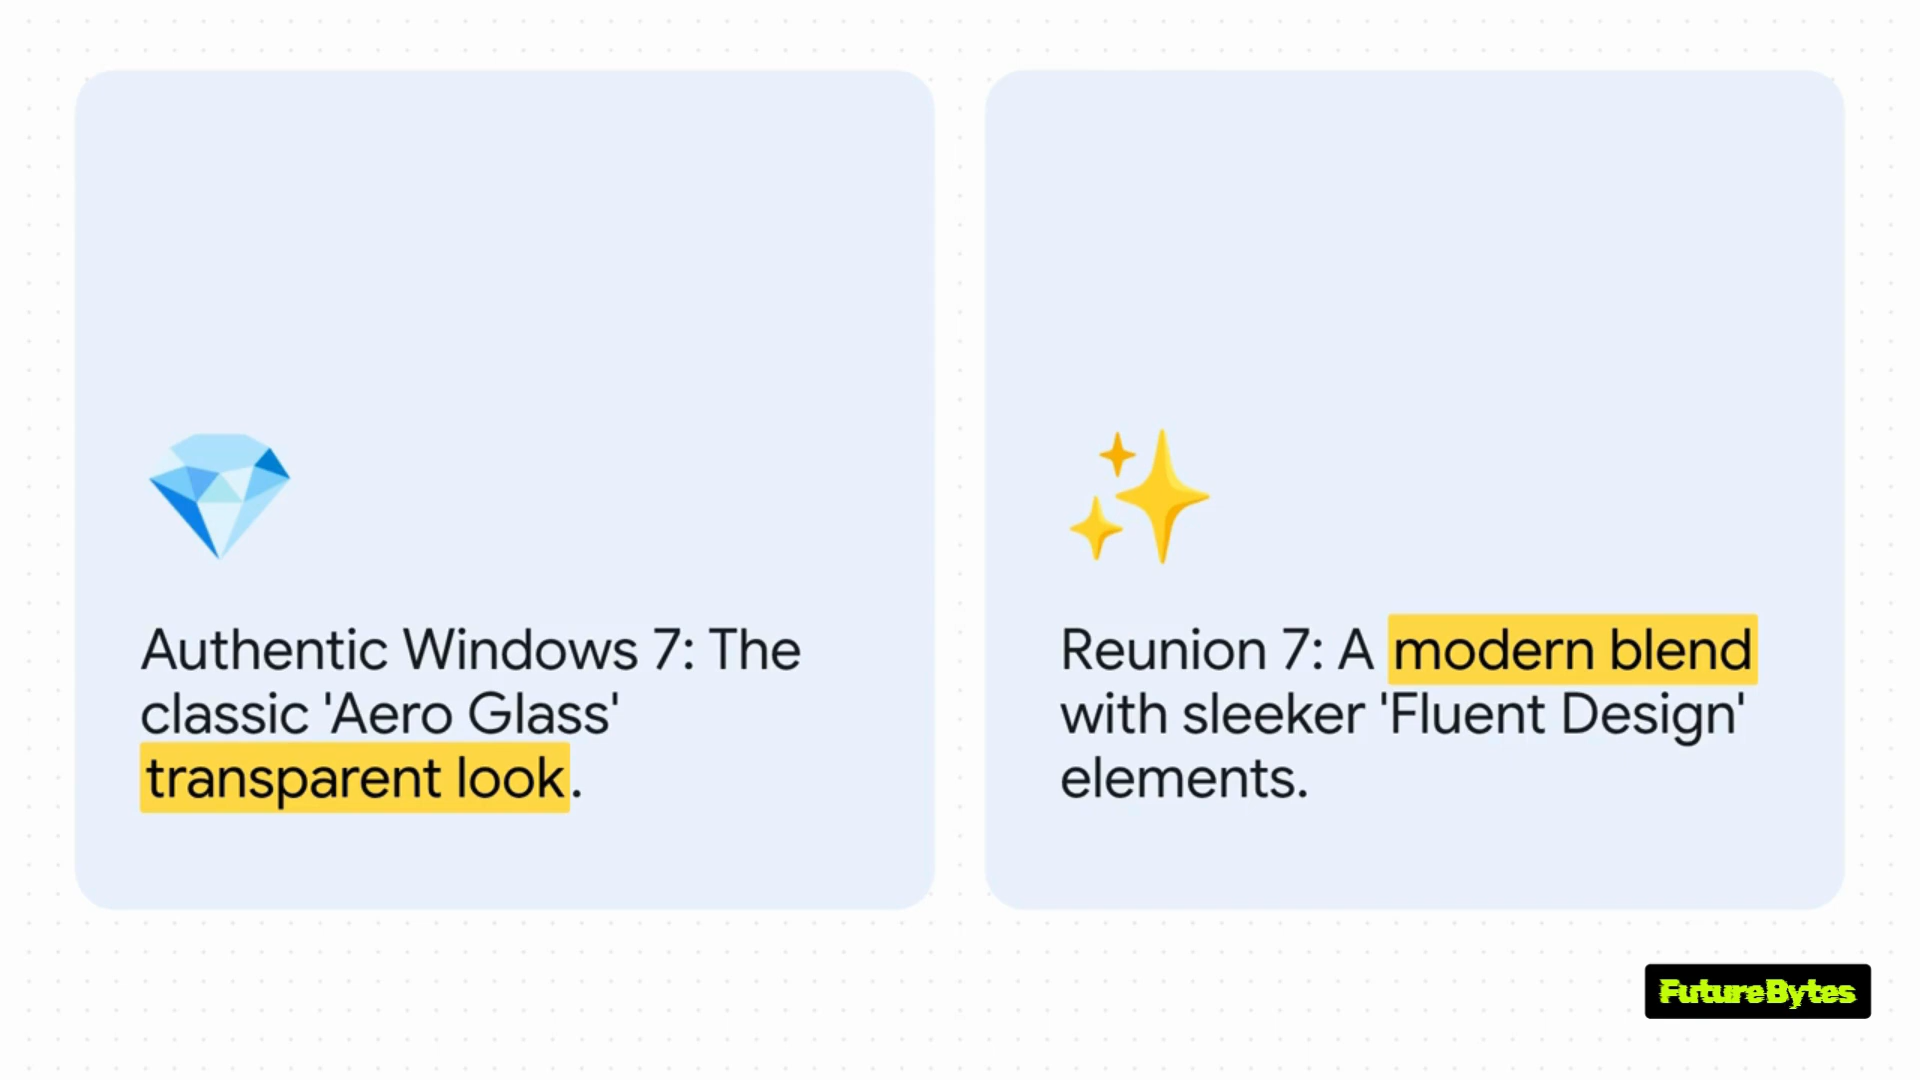 Authentic Windows 7: The
classic 'Aero Glass'
transparent look.
Reunion 7: A modern blend
with sleeker 'Fluent Design'
elements.
FutureBytes